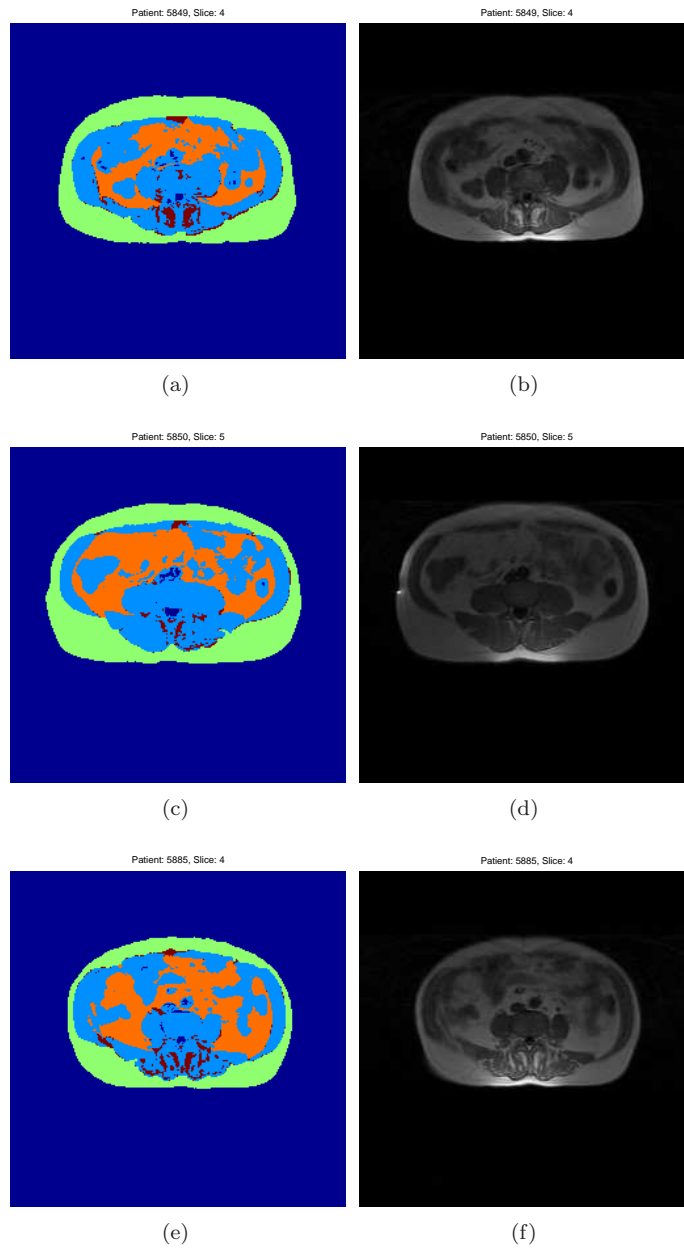 Patient: 5849, Slice: 4
Patient: 5849, Slice: 4
(a)
(b)
Patient: 5850, Slice: 5
Patient: 5850, Slice: 5
(c)
(d)
Patient: 5885, Slice: 4
Patient: 5885, Slice: 4
(e)
(f)